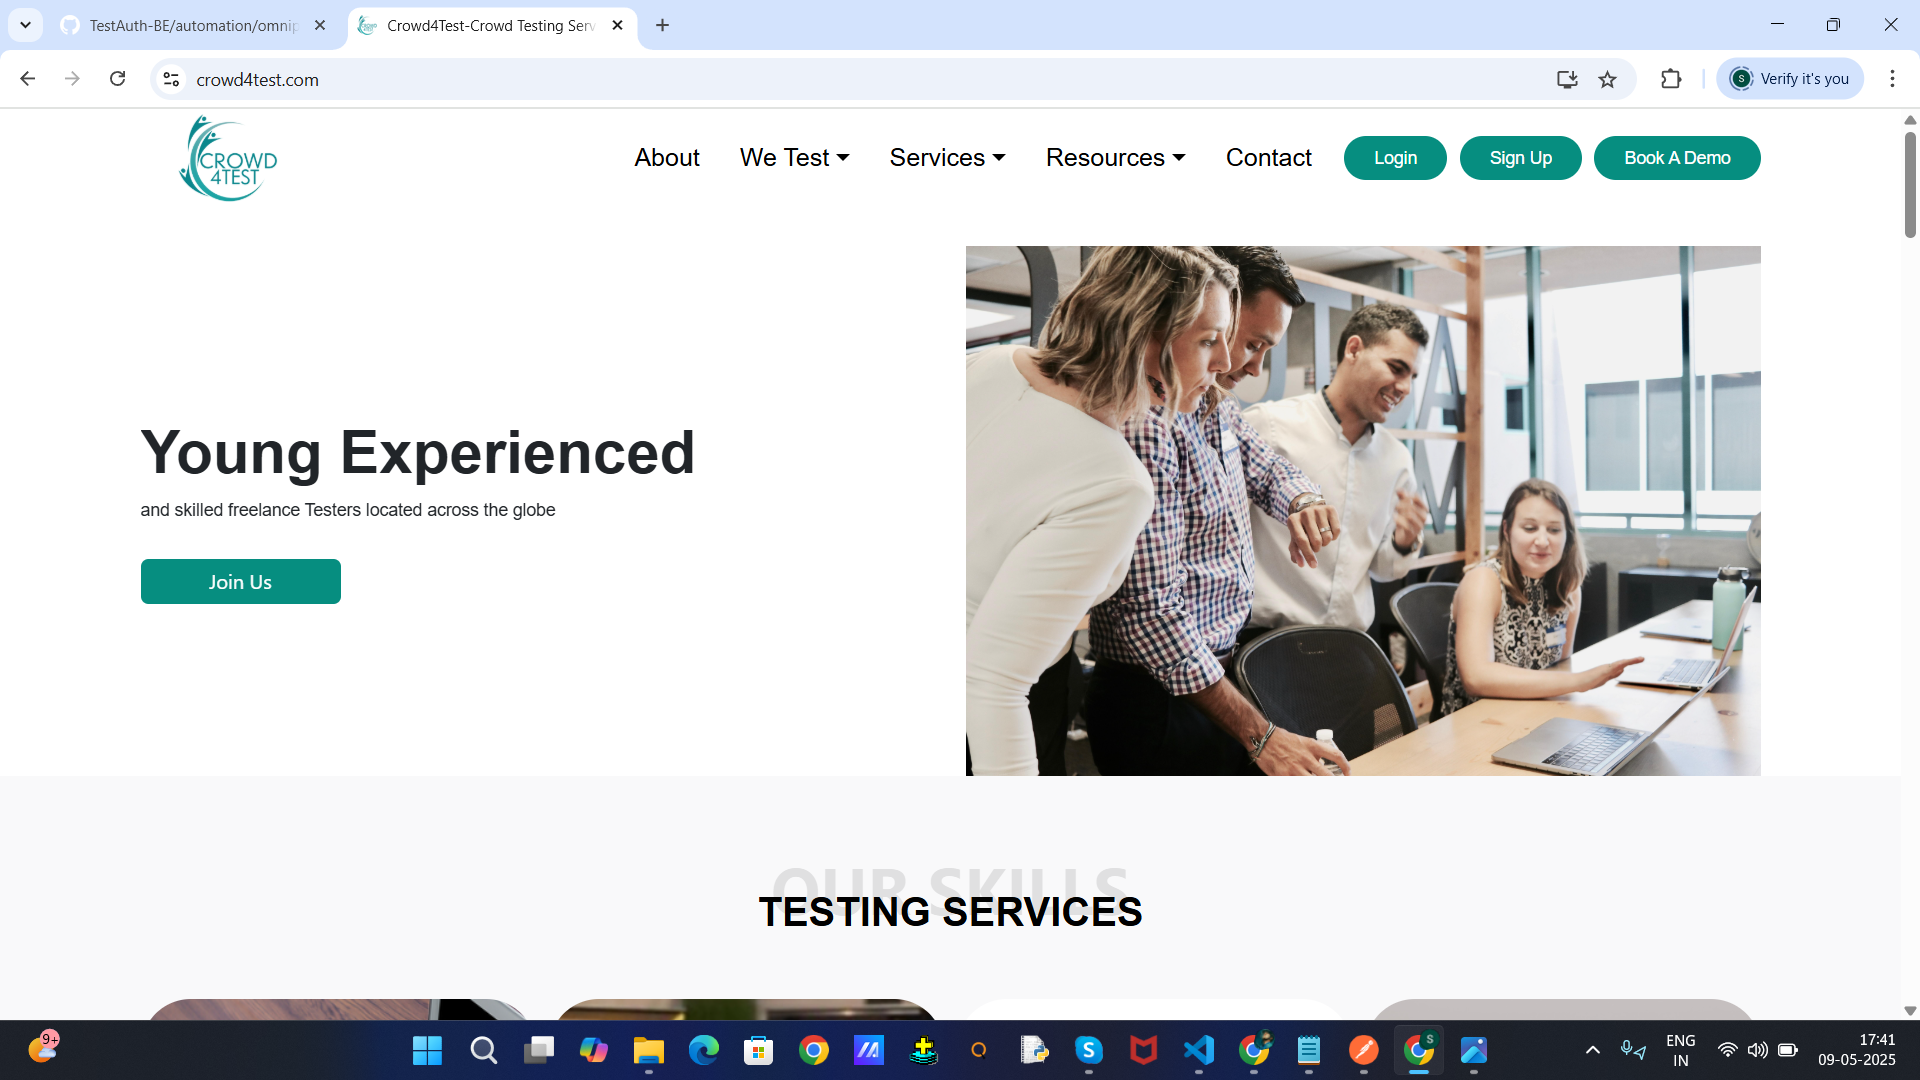 TestAuth-BE/automation/omnip
Crowd4Test-Crowd Testing Serv
crowd4test.com
S
Verify it's you
CROWD
4TEST
About
We Test
Services
Resources
Contact
Login
Sign Up
Book A Demo
Young Experienced
and skilled freelance Testers located across the globe
Join Us
OUR SKILLS
TESTING SERVICES
9+
S
S
ENG
IN
17:41
09-05-2025